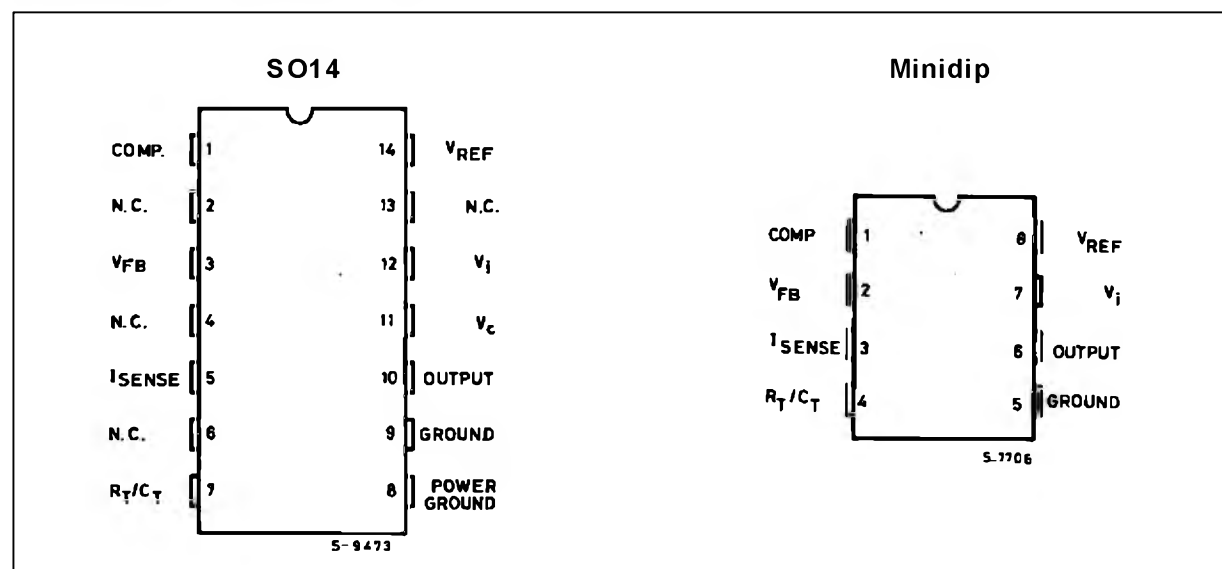 SO14
COMP. 1 14 VREF
N.C. 2 13 N.C.
VFB 3 12 Vi
N.C. 4 11 Vc
ISENSE 5 10 OUTPUT
N.C. 6 9 GROUND
RT/CT 7 8 POWER GROUND
S-9473
Minidip
COMP 1 8 VREF
VFB 2 7 Vi
ISENSE 3 6 OUTPUT
RT/CT 4 5 GROUND
S-7706